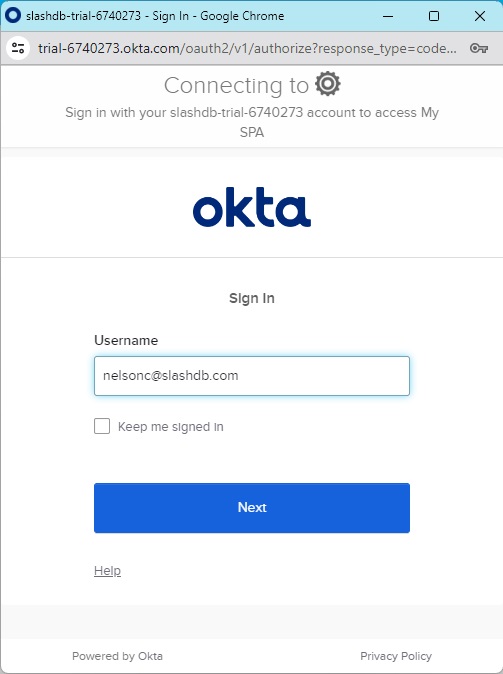 slashdb-trial-6740273 - Sign In - Google Chrome
trial-6740273.okta.com/oauth2/v1/authorize?response_type=code...
Connecting to
Sign in with your slashdb-trial-6740273 account to access My
SPA
okta
Sign In
Username
nelsonc@slashdb.com
Keep me signed in
Next
Help
Powered by Okta
Privacy Policy